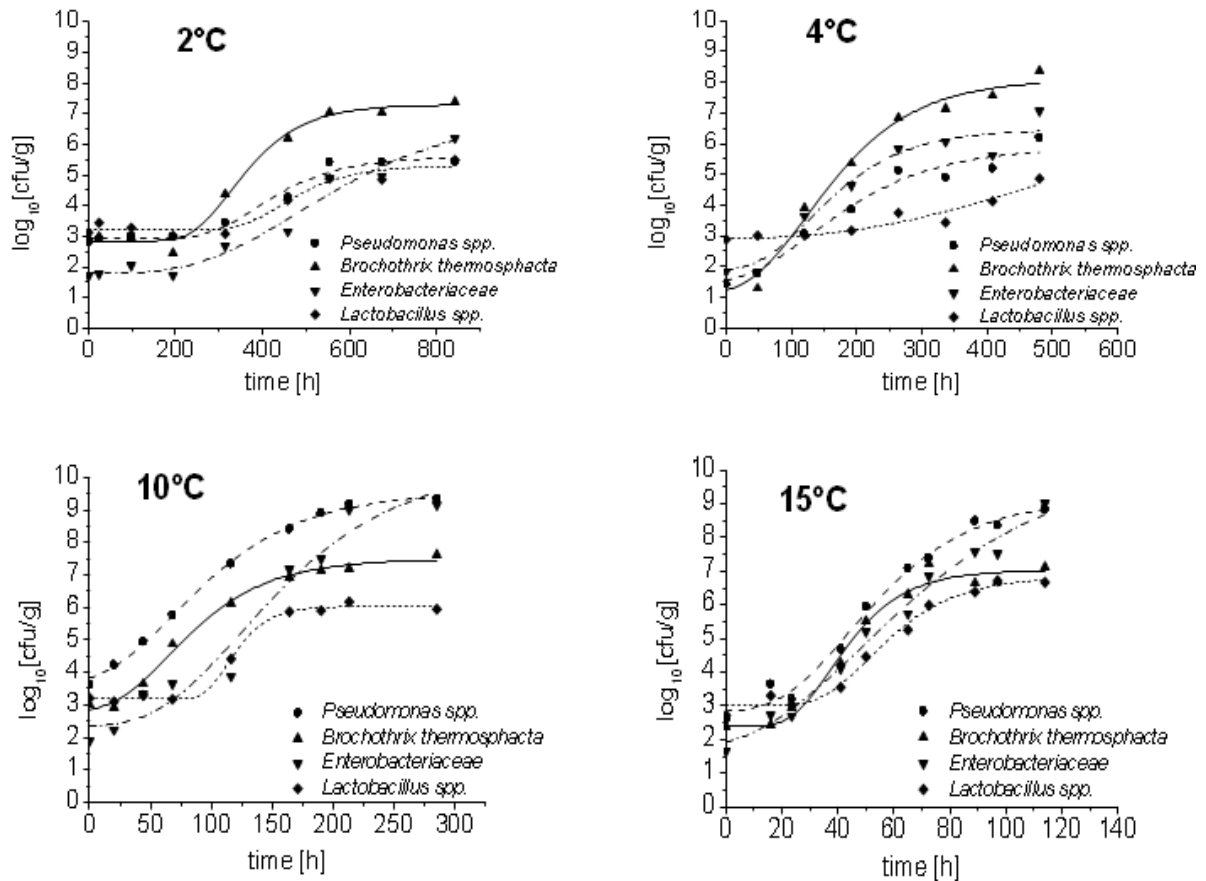 2°C
10
9
8
7
6
5
4
3
2
1
0
log10[cfu/g]
0 200 400 600 800
time [h]
Pseudomonas spp.
Brochothrix thermosphacta
Enterobacteriaceae
Lactobacillus spp.
4°C
10
9
8
7
6
5
4
3
2
1
0
log10[cfu/g]
0 100 200 300 400 500 600
time [h]
Pseudomonas spp.
Brochothrix thermosphacta
Enterobacteriaceae
Lactobacillus spp.
10°C
10
9
8
7
6
5
4
3
2
1
0
log10[cfu/g]
0 50 100 150 200 250 300
time [h]
Pseudomonas spp.
Brochothrix thermosphacta
Enterobacteriaceae
Lactobacillus spp.
15°C
10
9
8
7
6
5
4
3
2
1
0
log10[cfu/g]
0 20 40 60 80 100 120 140
time [h]
Pseudomonas spp.
Brochothrix thermosphacta
Enterobacteriaceae
Lactobacillus spp.